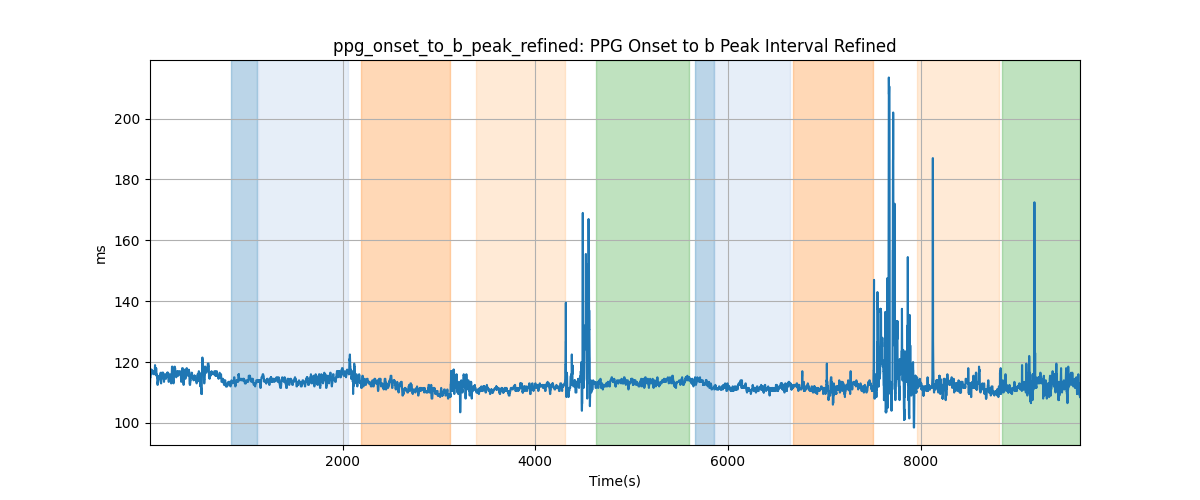 ppg_onset_to_b_peak_refined: PPG Onset to b Peak Interval Refined
200
180
160
140
120
100
ms
2000 4000 6000 8000
Time(s)